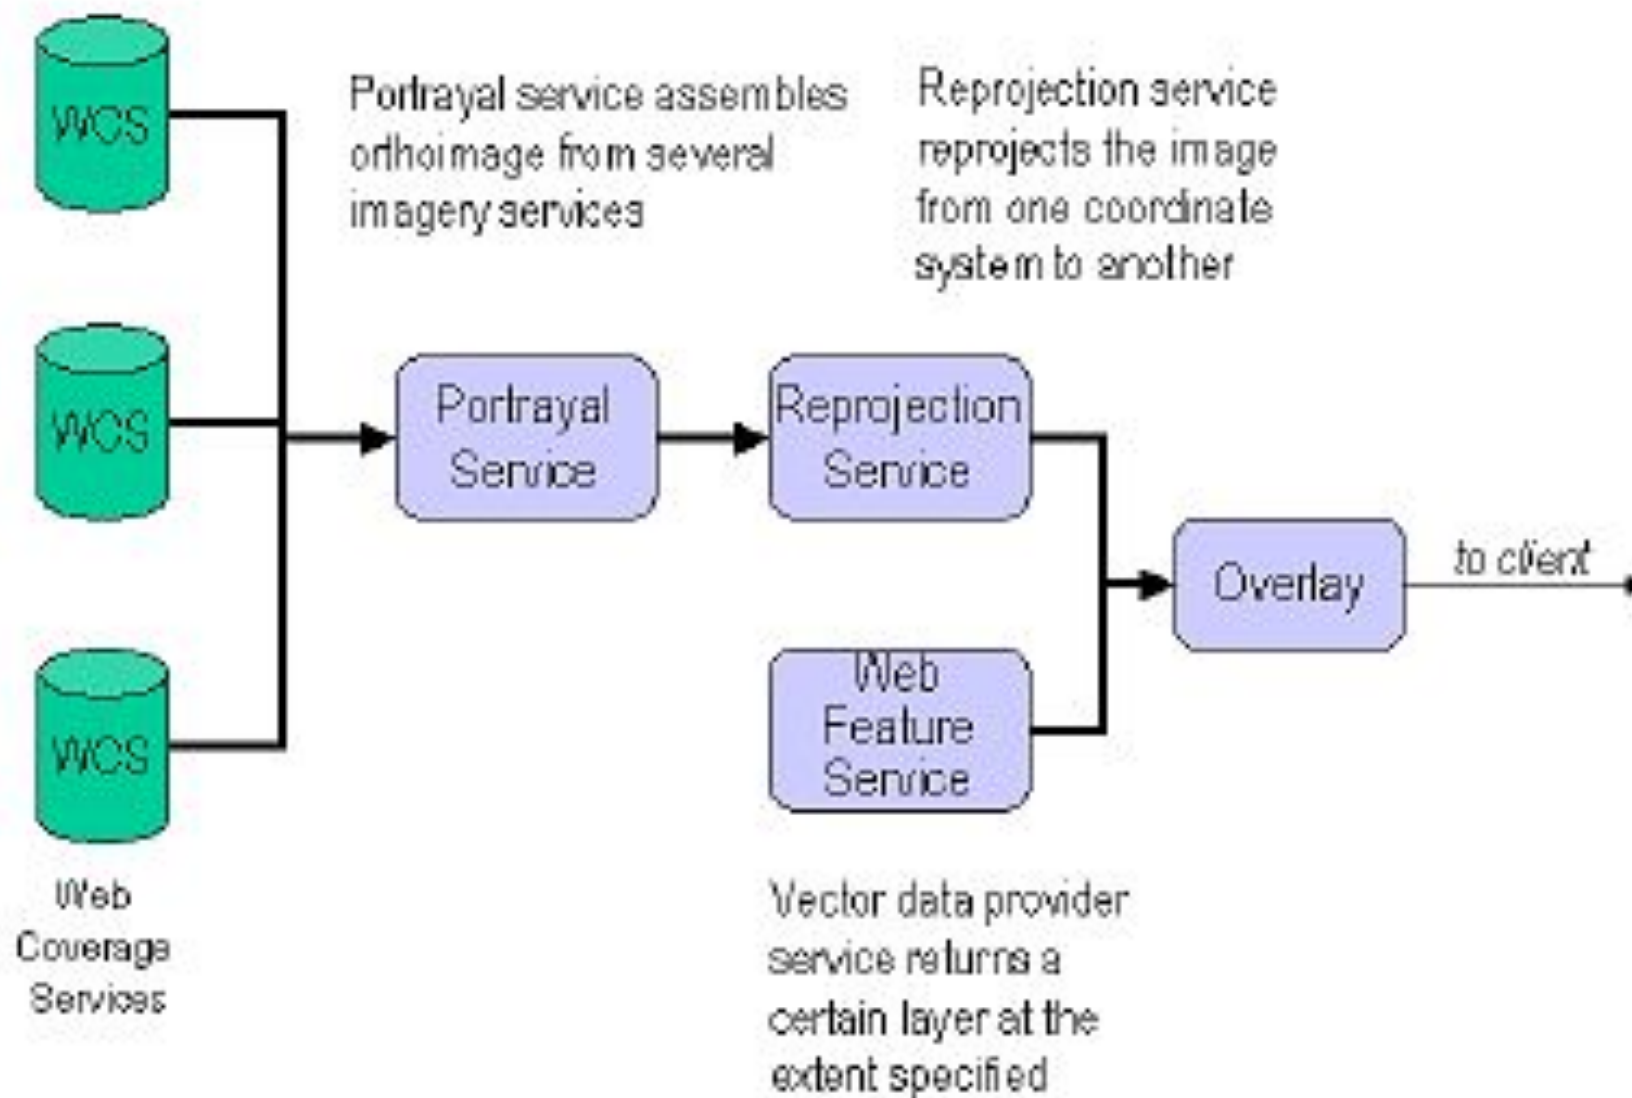 WCS
Portrayal service assembles
orthoimage from several
imagery services
Reprojection service
reprojects the image
from one coordinate
system to another
WCS
Portrayal
Service
Reprojection
Service
Overlay
to client
WCS
Web
Feature
Service
Web
Coverage
Services
Vector data provider
service returns a
certain layer at the
extent specified